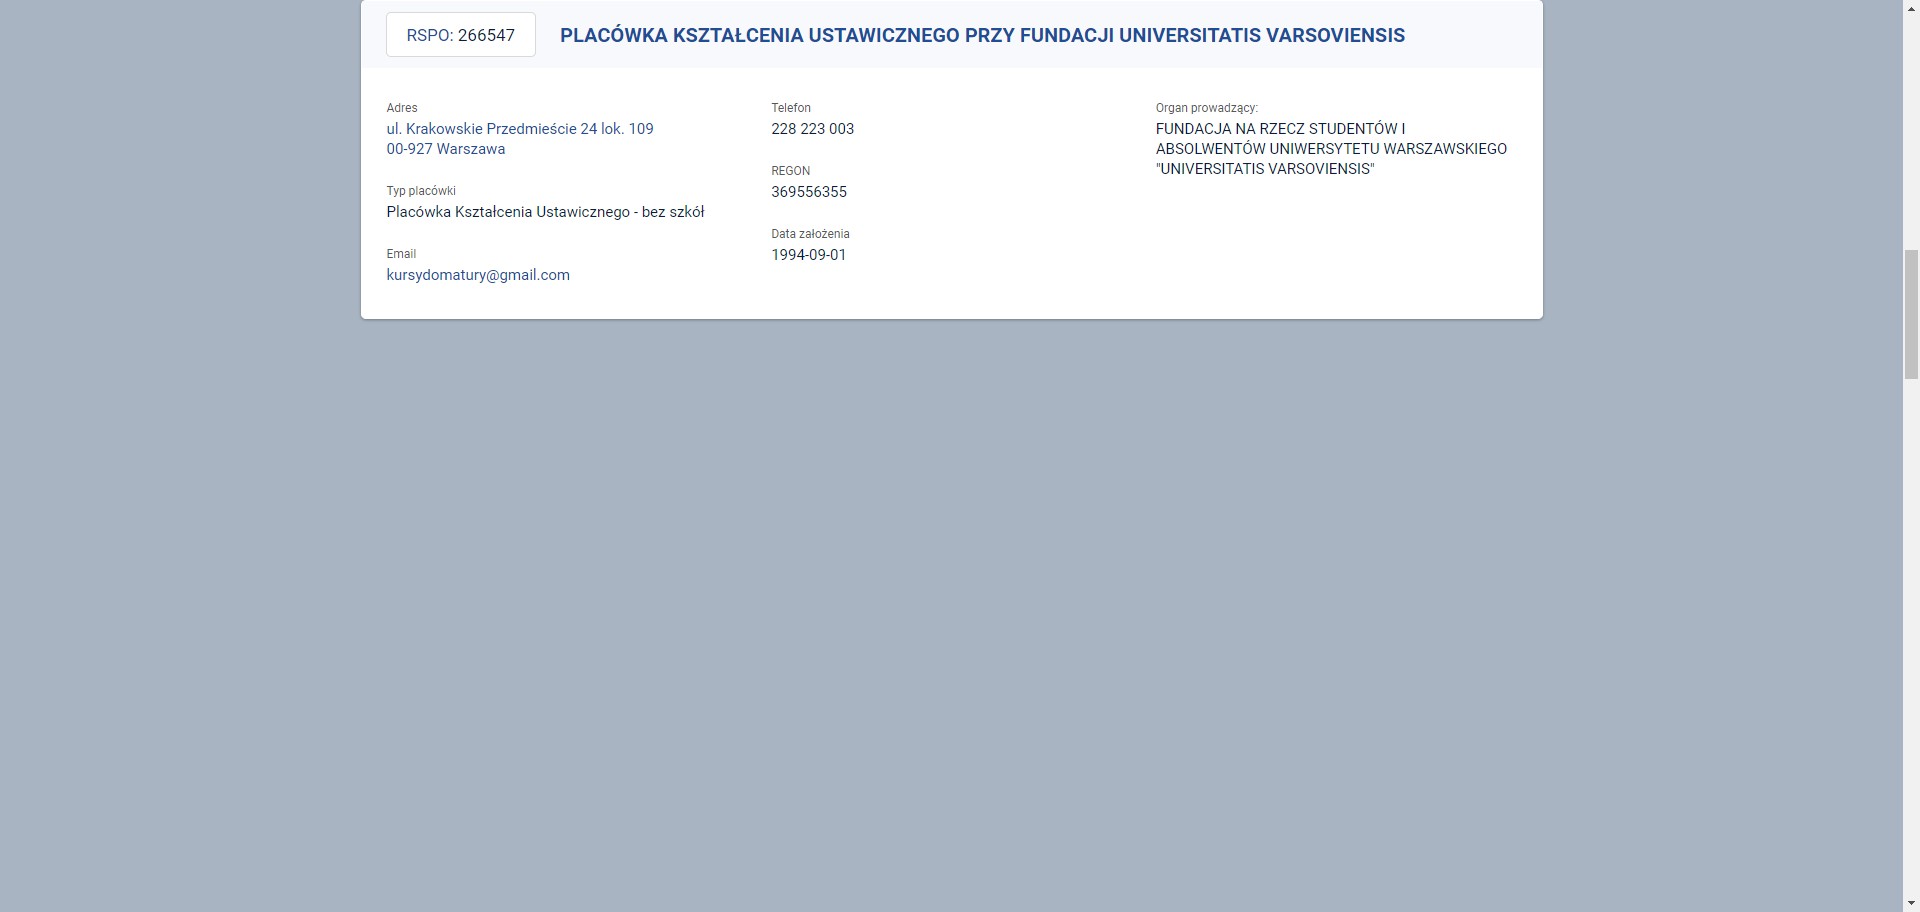 RSPO: 266547
PLACÓWKA KSZTAŁCENIA USTAWICZNEGO PRZY FUNDACJI UNIVERSITATIS VARSOVIENSIS
Adres
ul. Krakowskie Przedmieście 24 lok. 109
00-927 Warszawa
Typ placówki
Placówka Kształcenia Ustawicznego - bez szkół
Email
kursydomatury@gmail.com
Telefon
228 223 003
REGON
369556355
Data założenia
1994-09-01
Organ prowadzący:
FUNDACJA NA RZECZ STUDENTÓW I
ABSOLWENTÓW UNIWERSYTETU WARSZAWSKIEGO
"UNIVERSITATIS VARSOVIENSIS"